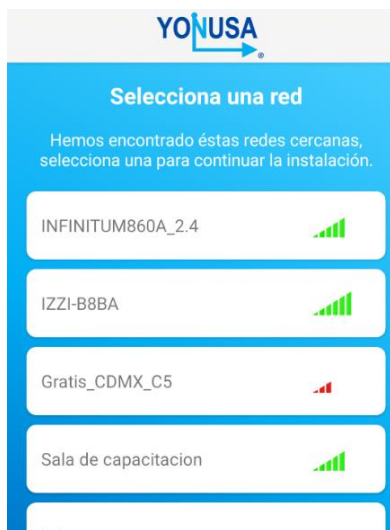 YONUSA
®
Selecciona una red
Hemos encontrado éstas redes cercanas,
selecciona una para continuar la instalación.
INFINITUM860A_2.4
IZZI-B8BA
Gratis_CDMX_C5
Sala de capacitacion